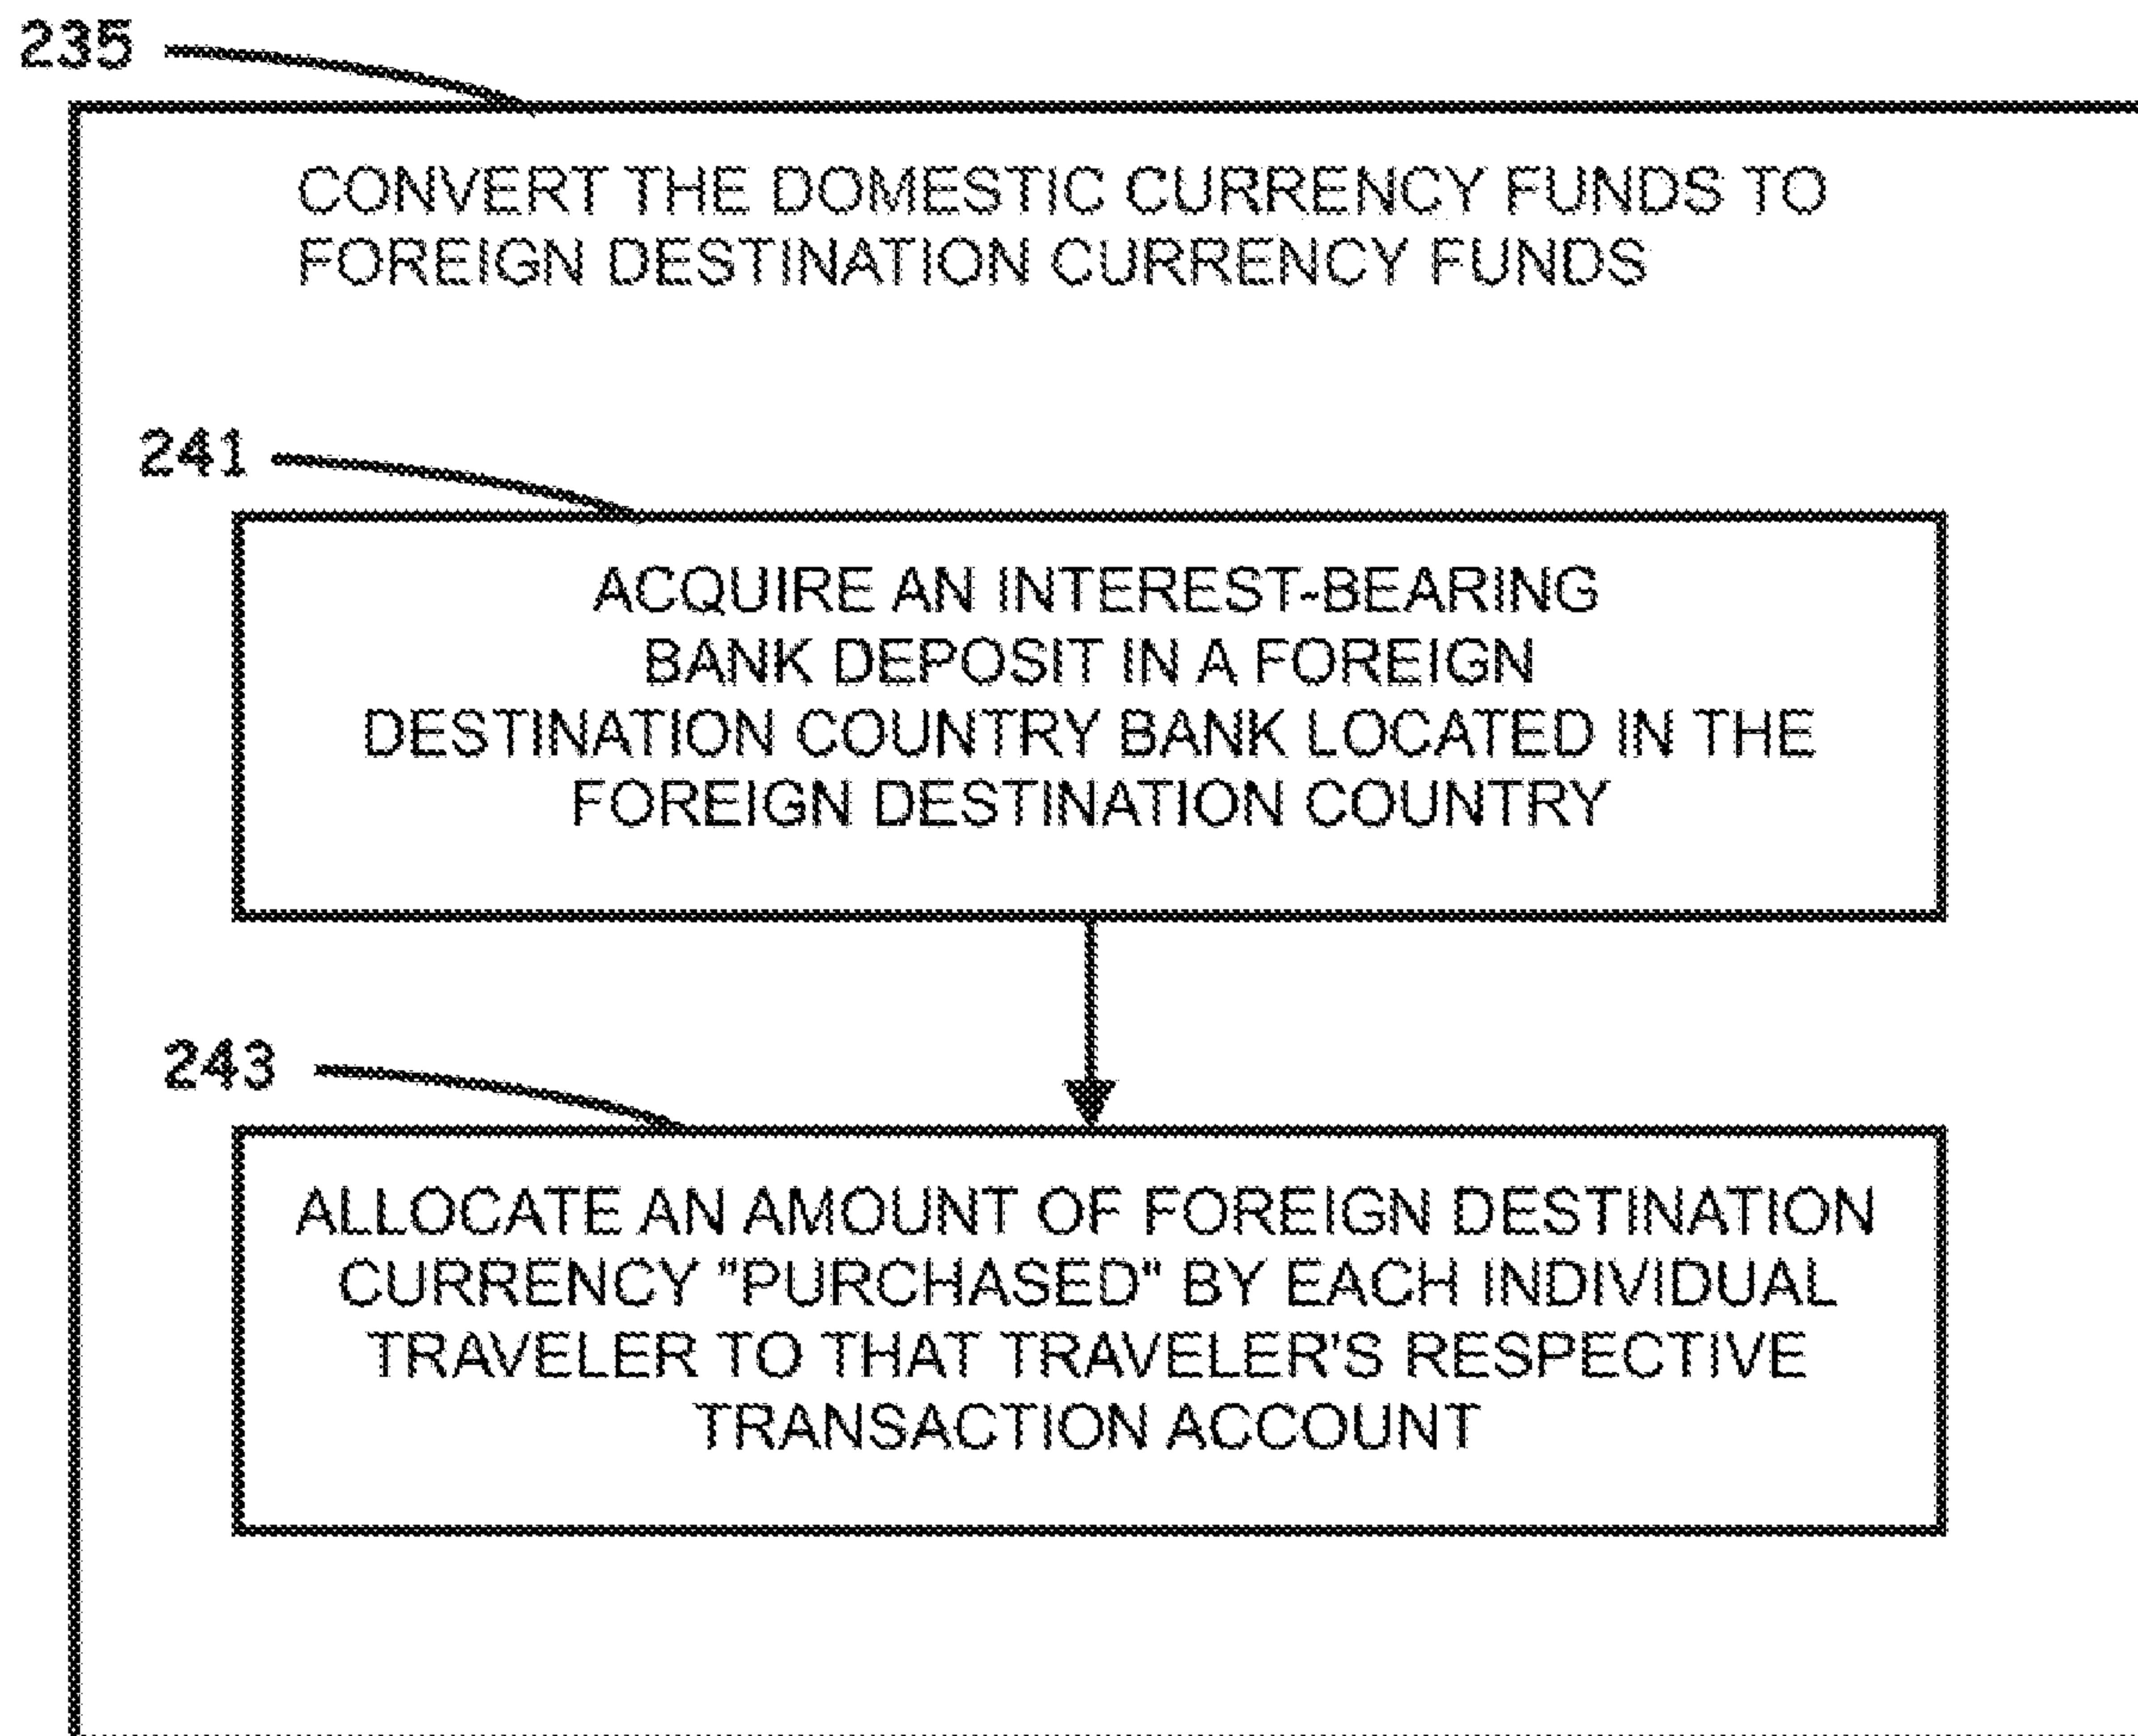 235
CONVERT THE DOMESTIC CURRENCY FUNDS TO
FOREIGN DESTINATION CURRENCY FUNDS
241
ACQUIRE AN INTEREST-BEARING
BANK DEPOSIT IN A FOREIGN
DESTINATION COUNTRY BANK LOCATED IN THE
FOREIGN DESTINATION COUNTRY
243
ALLOCATE AN AMOUNT OF FOREIGN DESTINATION
CURRENCY "PURCHASED" BY EACH INDIVIDUAL
TRAVELER TO THAT TRAVELER'S RESPECTIVE
TRANSACTION ACCOUNT